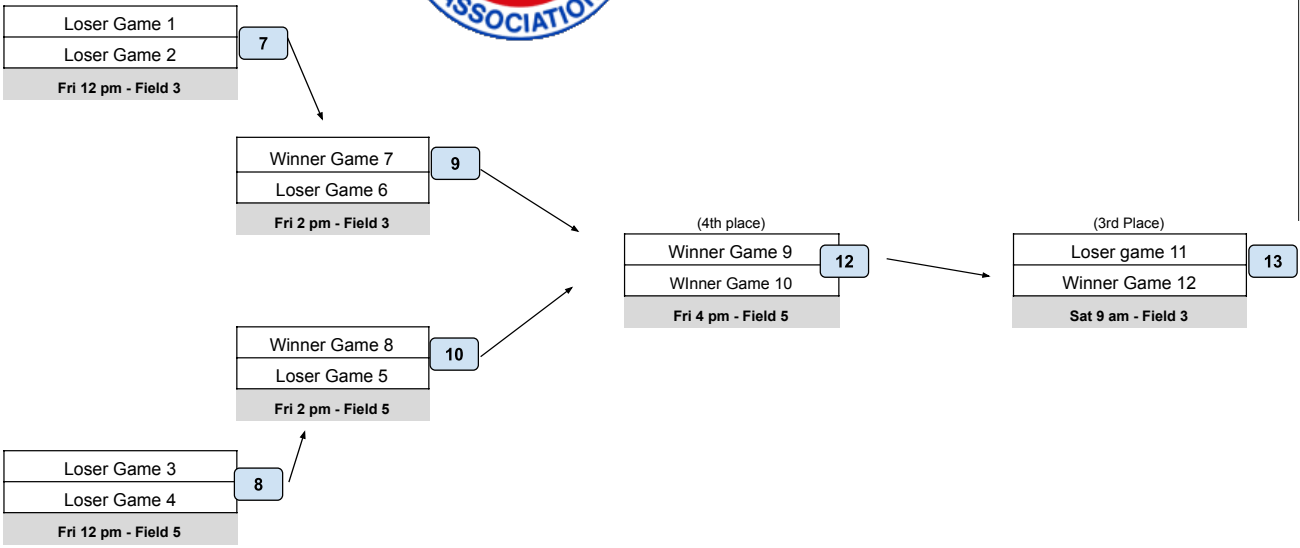 ASSOCIATION
Loser Game 1
7
Loser Game 2
Fri 12 pm - Field 3
Winner Game 7
9
Loser Game 6
Fri 2 pm - Field 3
(4th place)
Winner Game 9
12
WInner Game 10
Fri 4 pm - Field 5
(3rd Place)
Loser game 11
13
Winner Game 12
Sat 9 am - Field 3
Winner Game 8
10
Loser Game 5
Fri 2 pm - Field 5
Loser Game 3
8
Loser Game 4
Fri 12 pm - Field 5